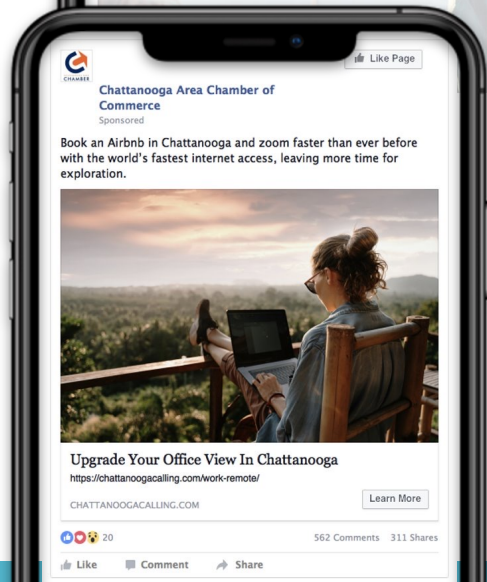 CHAMBER
Like Page
Chattanooga Area Chamber of
Commerce
Sponsored
Book an Airbnb in Chattanooga and zoom faster than ever before
with the world's fastest internet access, leaving more time for
exploration.
Upgrade Your Office View In Chattanooga
https://chattanoogacalling.com/work-remote/
CHATTANOOGACALLING.COM
Learn More
20
562 Comments 311 Shares
Like Comment Share